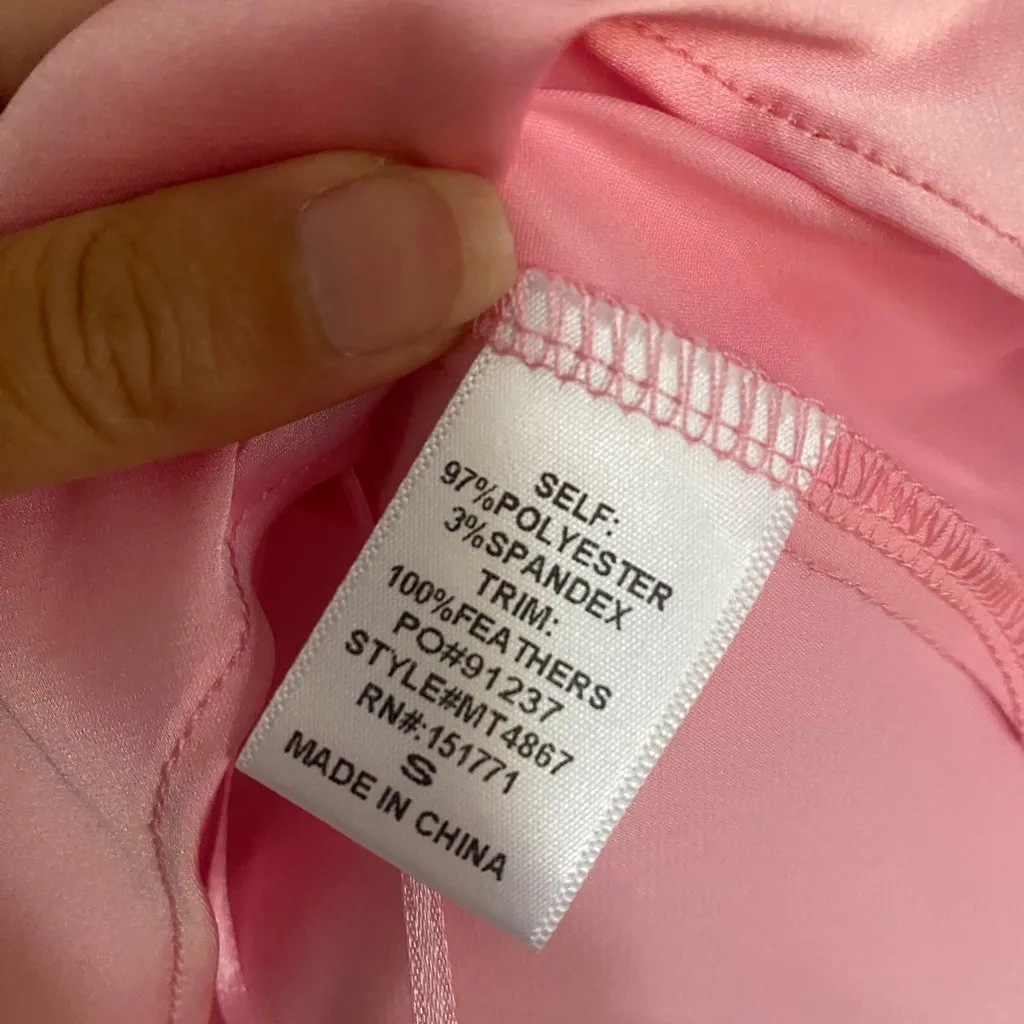 SELF:
97%POLYESTER
3%SPANDEX
TRIM:
100%FEATHERS
PO#91237
STYLE#MT4867
RN#:151771
S
MADE IN CHINA